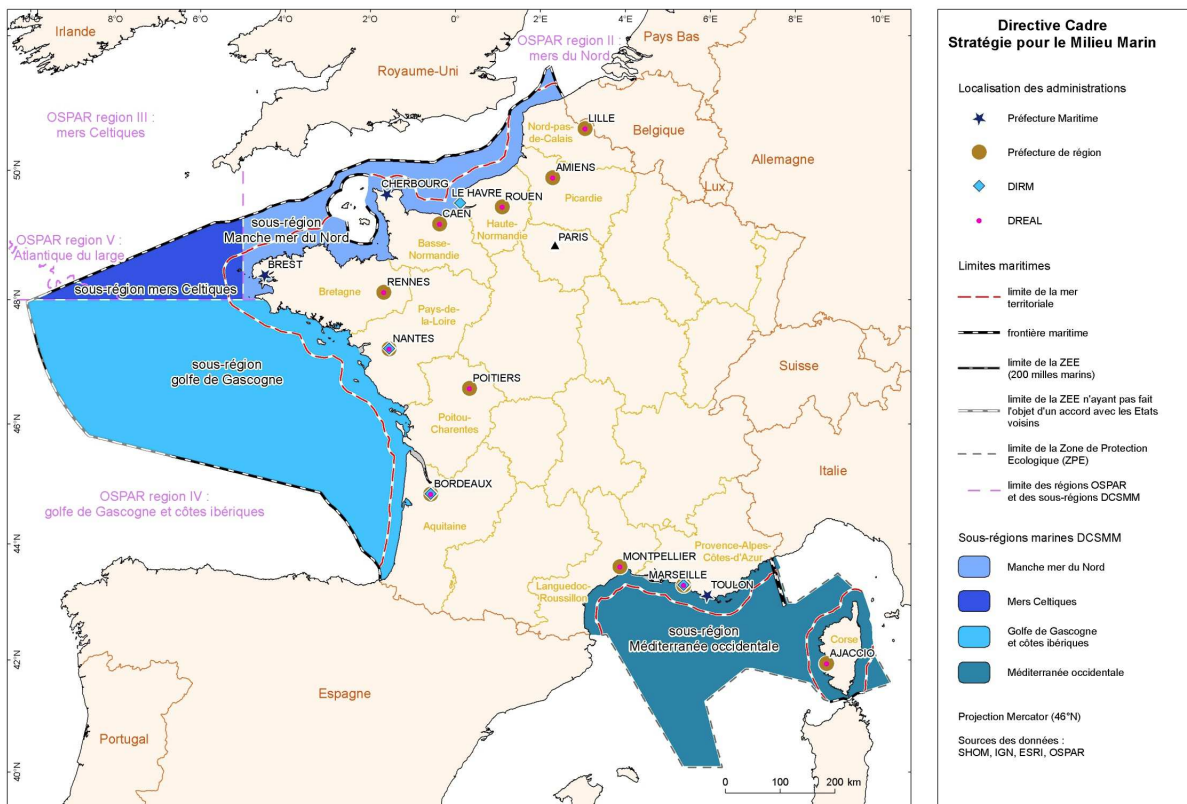 10°O
8°O
6°O
4°O
2°O
0°
2°E
4°E
6°E
8°E
10°E
Irlande
OSPAR region II :
mers du Nord
Pays Bas
Royaume-Uni
OSPAR region III :
mers Celtiques
LILLE
Nord-pas-
de-Calais
Belgique
Allemagne
50°N
AMIENS
Lux
CHERBOURG
LE HAVRE
ROUEN
Picardie
sous-région
Manche mer du Nord
CAEN
Haute-
Normandie
OSPAR region V :
Atlantique du large
Basse-
Normandie
PARIS
BREST
sous-région mers Celtiques
RENNES
Bretagne
48°N
Pays-de-
la-Loire
NANTES
sous-région
golfe de Gascogne
Suisse
POITIERS
46°N
Poitou-
Charentes
Italie
BORDEAUX
OSPAR region IV :
golfe de Gascogne et côtes ibériques
Aquitaine
44°N
MONTPELLIER
Provence-Alpes-
Côtes-d'Azur
MARSEILLE
TOULON
Languedoc-
Roussillon
sous-région
Méditerranée occidentale
Corse
AJACCIO
42°N
Espagne
Portugal
40°N
0
100
200 km
Directive Cadre
Stratégie pour le Milieu Marin
Localisation des administrations
Préfecture Maritime
Préfecture de région
DIRM
DREAL
Limites maritimes
limite de la mer
territoriale
frontière maritime
limite de la ZEE
(200 milles marins)
limite de la ZEE n'ayant pas fait
l'objet d'un accord avec les Etats
voisins
limite de la Zone de Protection
Ecologique (ZPE)
limite des régions OSPAR
et des sous-régions DCSMM
Sous-régions marines DCSMM
Manche mer du Nord
Mers Celtiques
Golfe de Gascogne
et côtes ibériques
Méditerranée occidentale
Projection Mercator (46°N)
Sources des données :
SHOM, IGN, ESRI, OSPAR